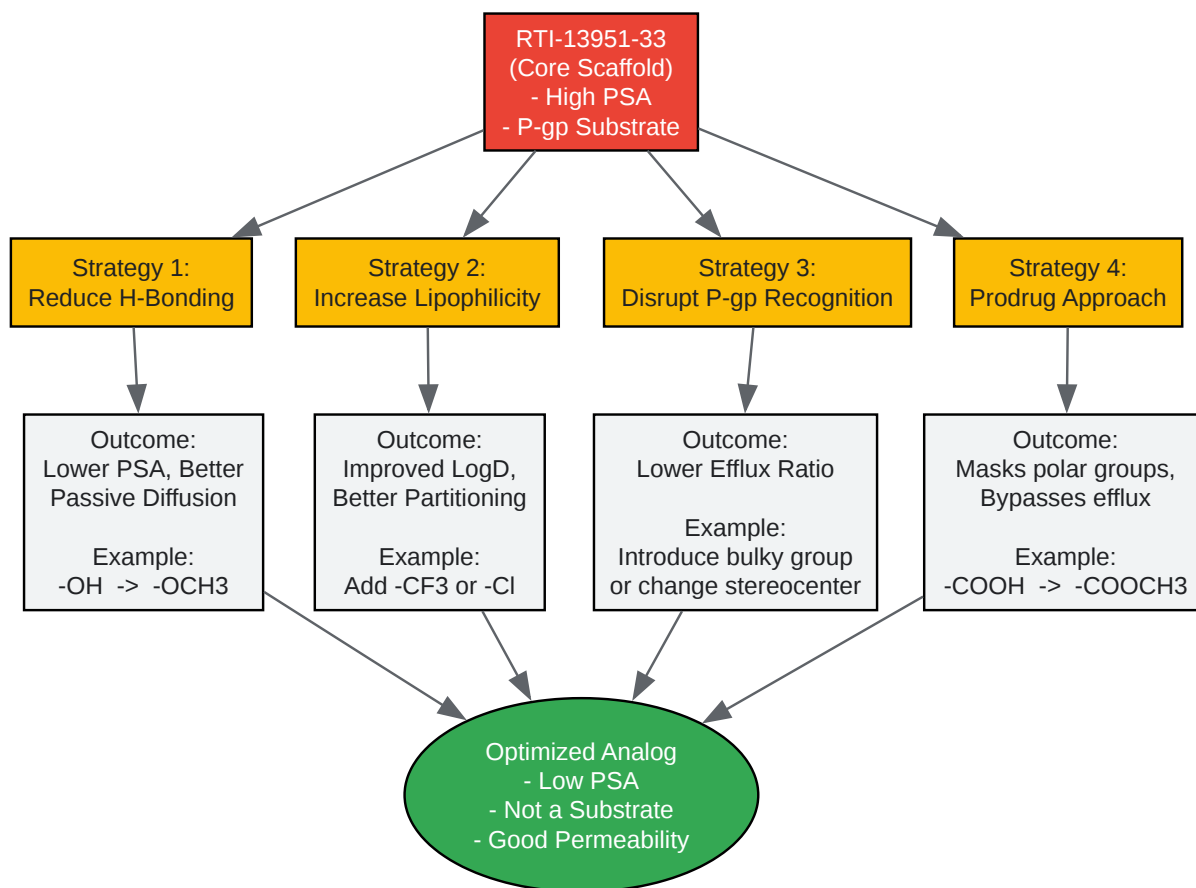 RTI-13951-33
(Core Scaffold)
- High PSA
- P-gp Substrate
Strategy 1:
Reduce H-Bonding
Strategy 2:
Increase Lipophilicity
Strategy 3:
Disrupt P-gp Recognition
Strategy 4:
Prodrug Approach
Outcome:
Lower PSA, Better
Passive Diffusion
Example:
-OH -> -OCH3
Outcome:
Improved LogD,
Better Partitioning
Example:
Add -CF3 or -Cl
Outcome:
Lower Efflux Ratio
Example:
Introduce bulky group
or change stereocenter
Outcome:
Masks polar groups,
Bypasses efflux
Example:
-COOH -> -COOCH3
Optimized Analog
- Low PSA
- Not a Substrate
- Good Permeability